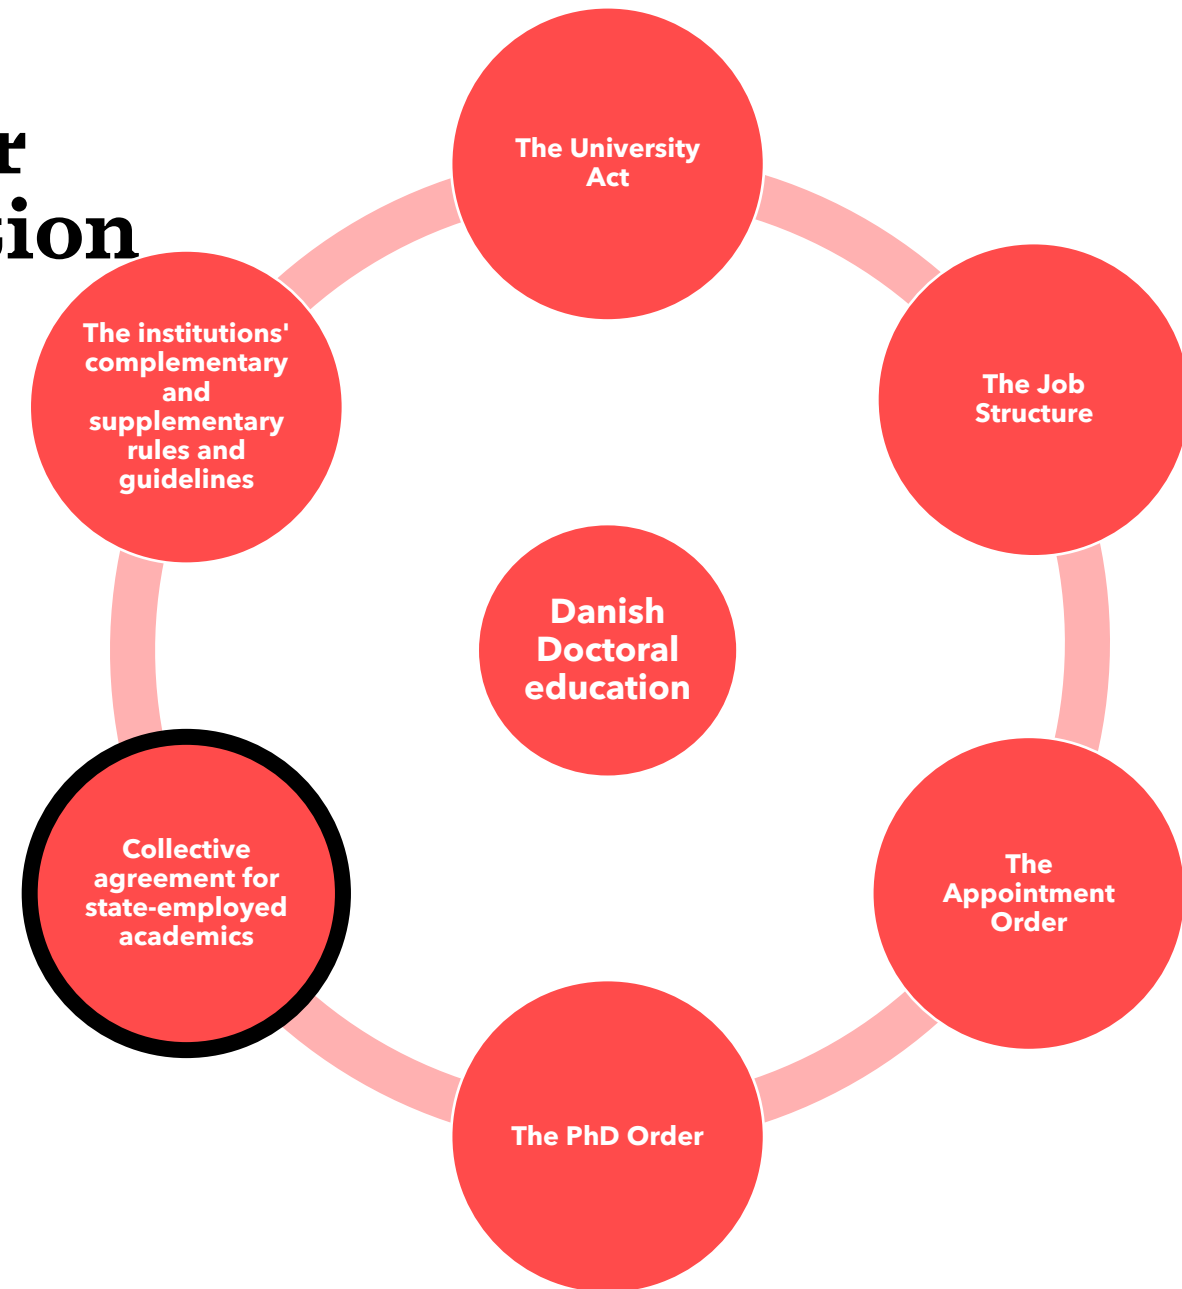 The University
Act
The institutions'
complementary
and
supplementary
rules and
guidelines
The Job
Structure
Danish
Doctoral
education
Collective
agreement for
state-employed
academics
The
Appointment
Order
The PhD Order